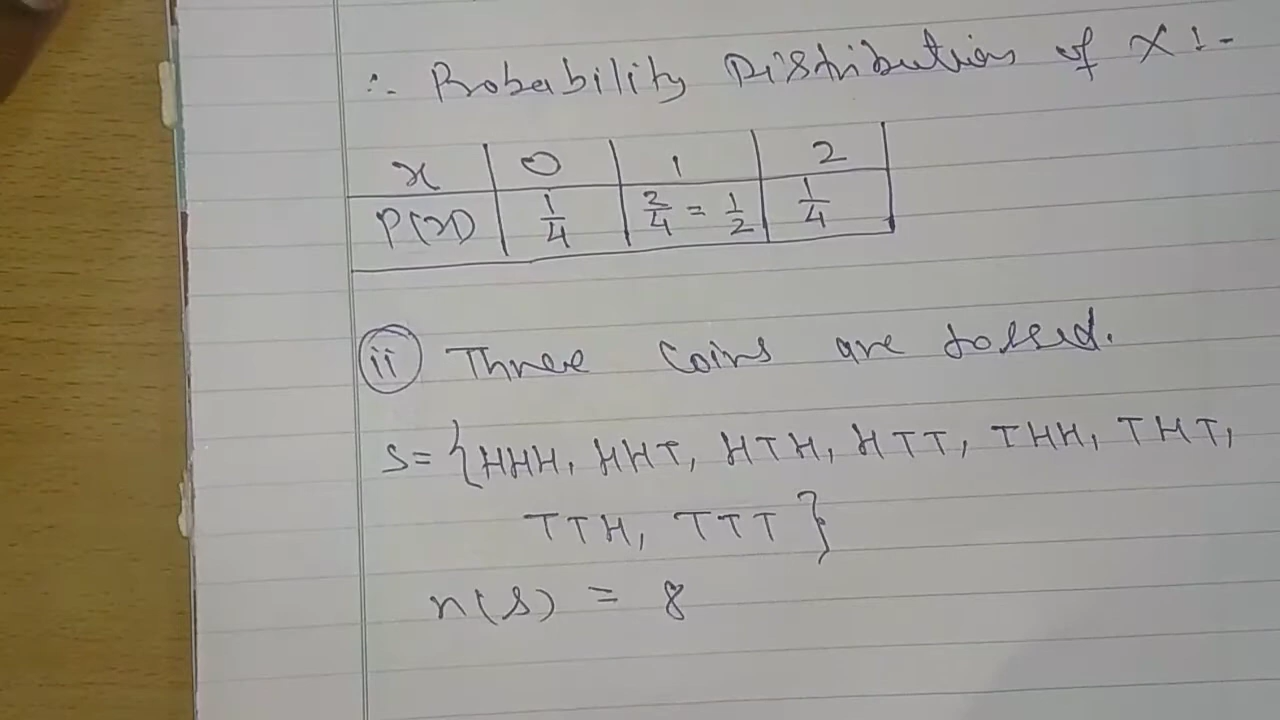 ∴ Probability Distribution of X :-
x 0 1 2
P(x) 1/4 2/4 = 1/2 1/4
ii Three coins are tossed.
S = {HHH, HHT, HTH, HTT, THH, THT,
TTH, TTT}
n(S) = 8